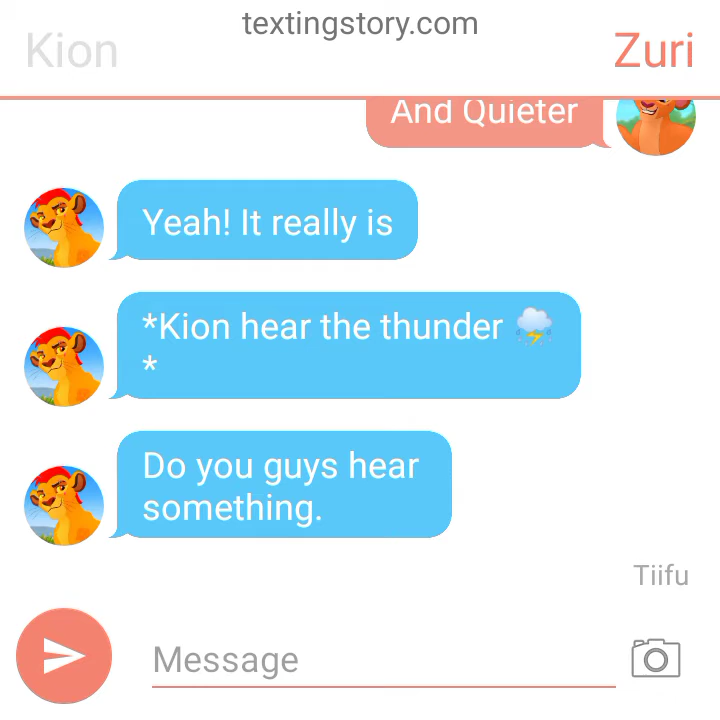 textingstory.com
Kion
Zuri
And Quieter
Yeah! It really is
*Kion hear the thunder ⛈️
*
Do you guys hear
something.
Tiifu
Message